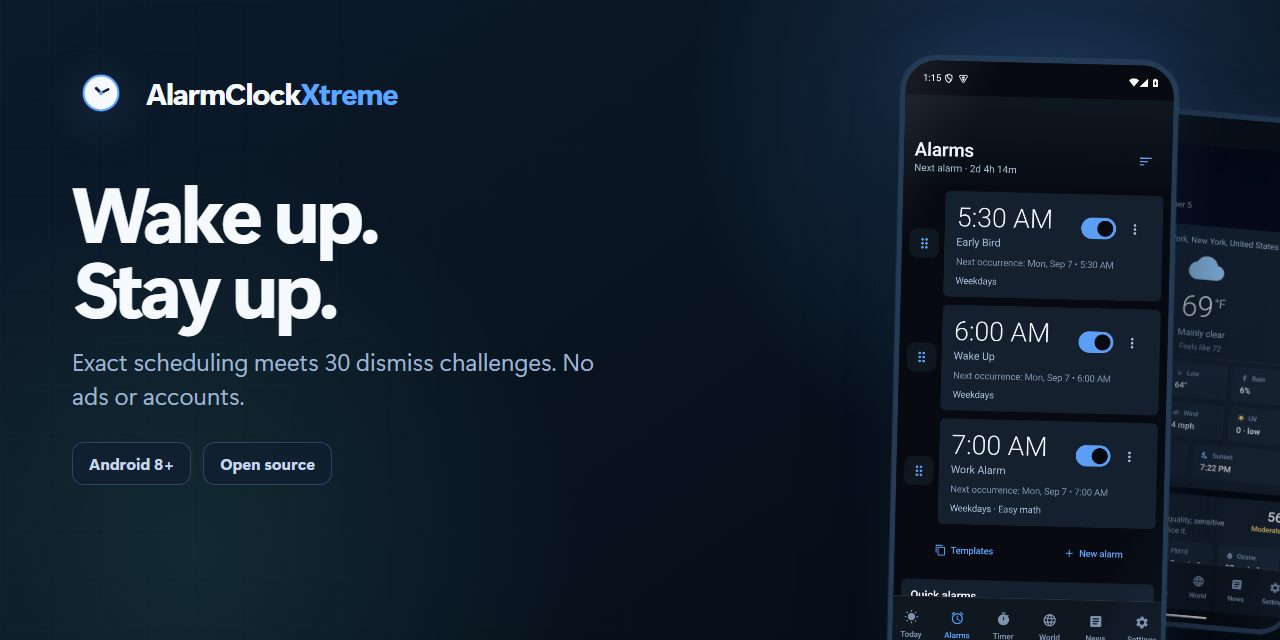 AlarmClockXtreme
Wake up.
Stay up.
Exact scheduling meets 30 dismiss challenges. No
ads or accounts.
Android 8+
Open source
1:15
Alarms
Next alarm · 2d 4h 14m
5:30 AM
Early Bird
Next occurrence: Mon, Sep 7 • 5:30 AM
Weekdays
6:00 AM
Wake Up
Next occurrence: Mon, Sep 7 • 6:00 AM
Weekdays
7:00 AM
Work Alarm
Next occurrence: Mon, Sep 7 • 7:00 AM
Weekdays · Easy math
Templates
New alarm
Quick alarms
Today
Alarms
Timer
World
News
Settings
5
New York, United States
69°F
Mainly clear
Feels like 72
Low
64°
Rain
6%
Wind
4 mph
UV
0 · low
Sunset
7:22 PM
quality; sensitive
it.
56
Moderate
PM10
Ozone
World
News